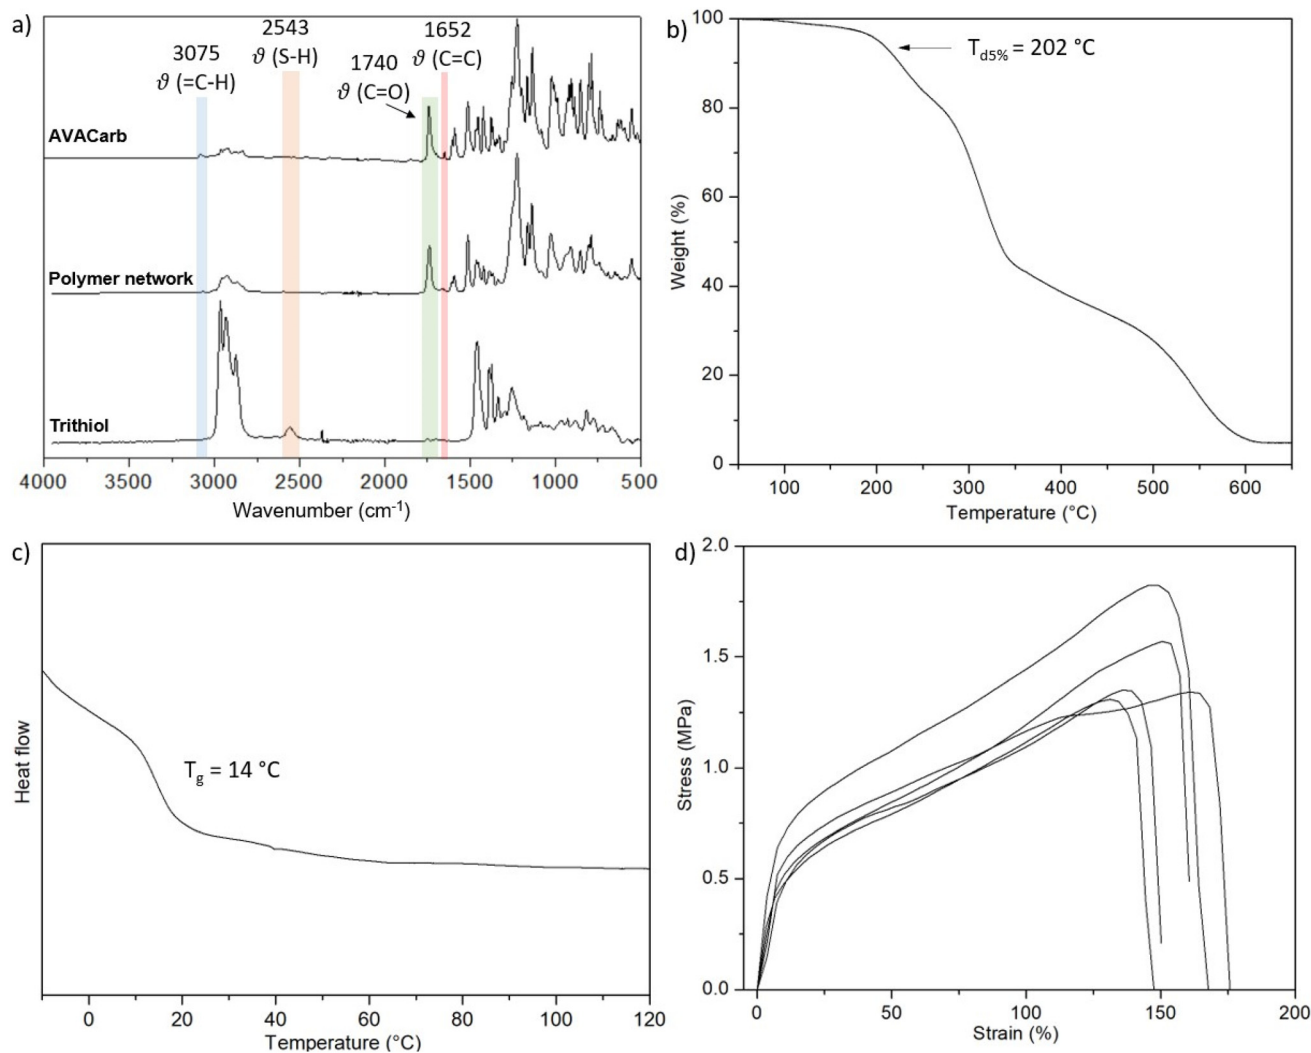 a)
3075
ϑ (=C-H)
2543
ϑ (S-H)
1740
ϑ (C=O)
1652
ϑ (C=C)
AVACarb
Polymer network
Trithiol
4000 3500 3000 2500 2000 1500 1000 500
Wavenumber (cm-1)
b)
Td5% = 202 °C
100
80
60
40
20
0
Weight (%)
100 200 300 400 500 600
Temperature (°C)
c)
Tg = 14 °C
Heat flow
0 20 40 60 80 100 120
Temperature (°C)
d)
2.0
1.5
1.0
0.5
0.0
Stress (MPa)
0 50 100 150 200
Strain (%)